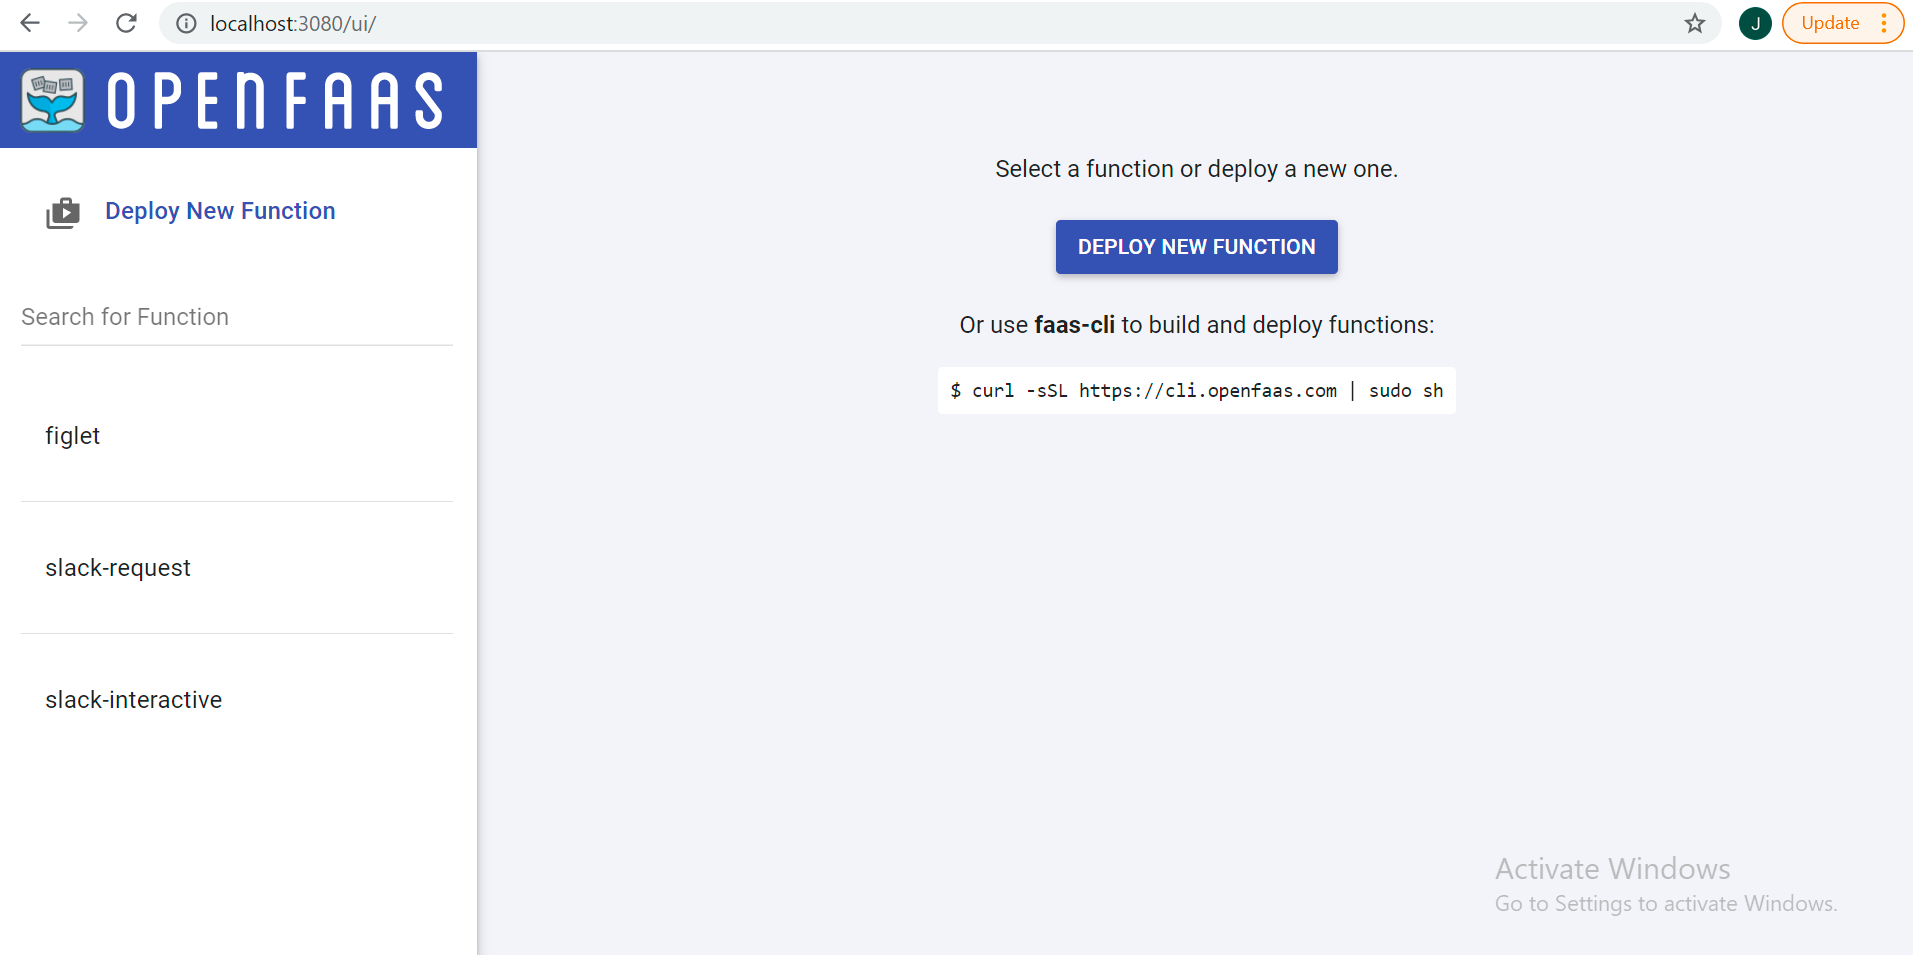 localhost:3080/ui/
J
Update
OPENFAAS
Deploy New Function
Search for Function
figlet
slack-request
slack-interactive
Select a function or deploy a new one.
DEPLOY NEW FUNCTION
Or use faas-cli to build and deploy functions:
$ curl -sSL https://cli.openfaas.com | sudo sh
Activate Windows
Go to Settings to activate Windows.